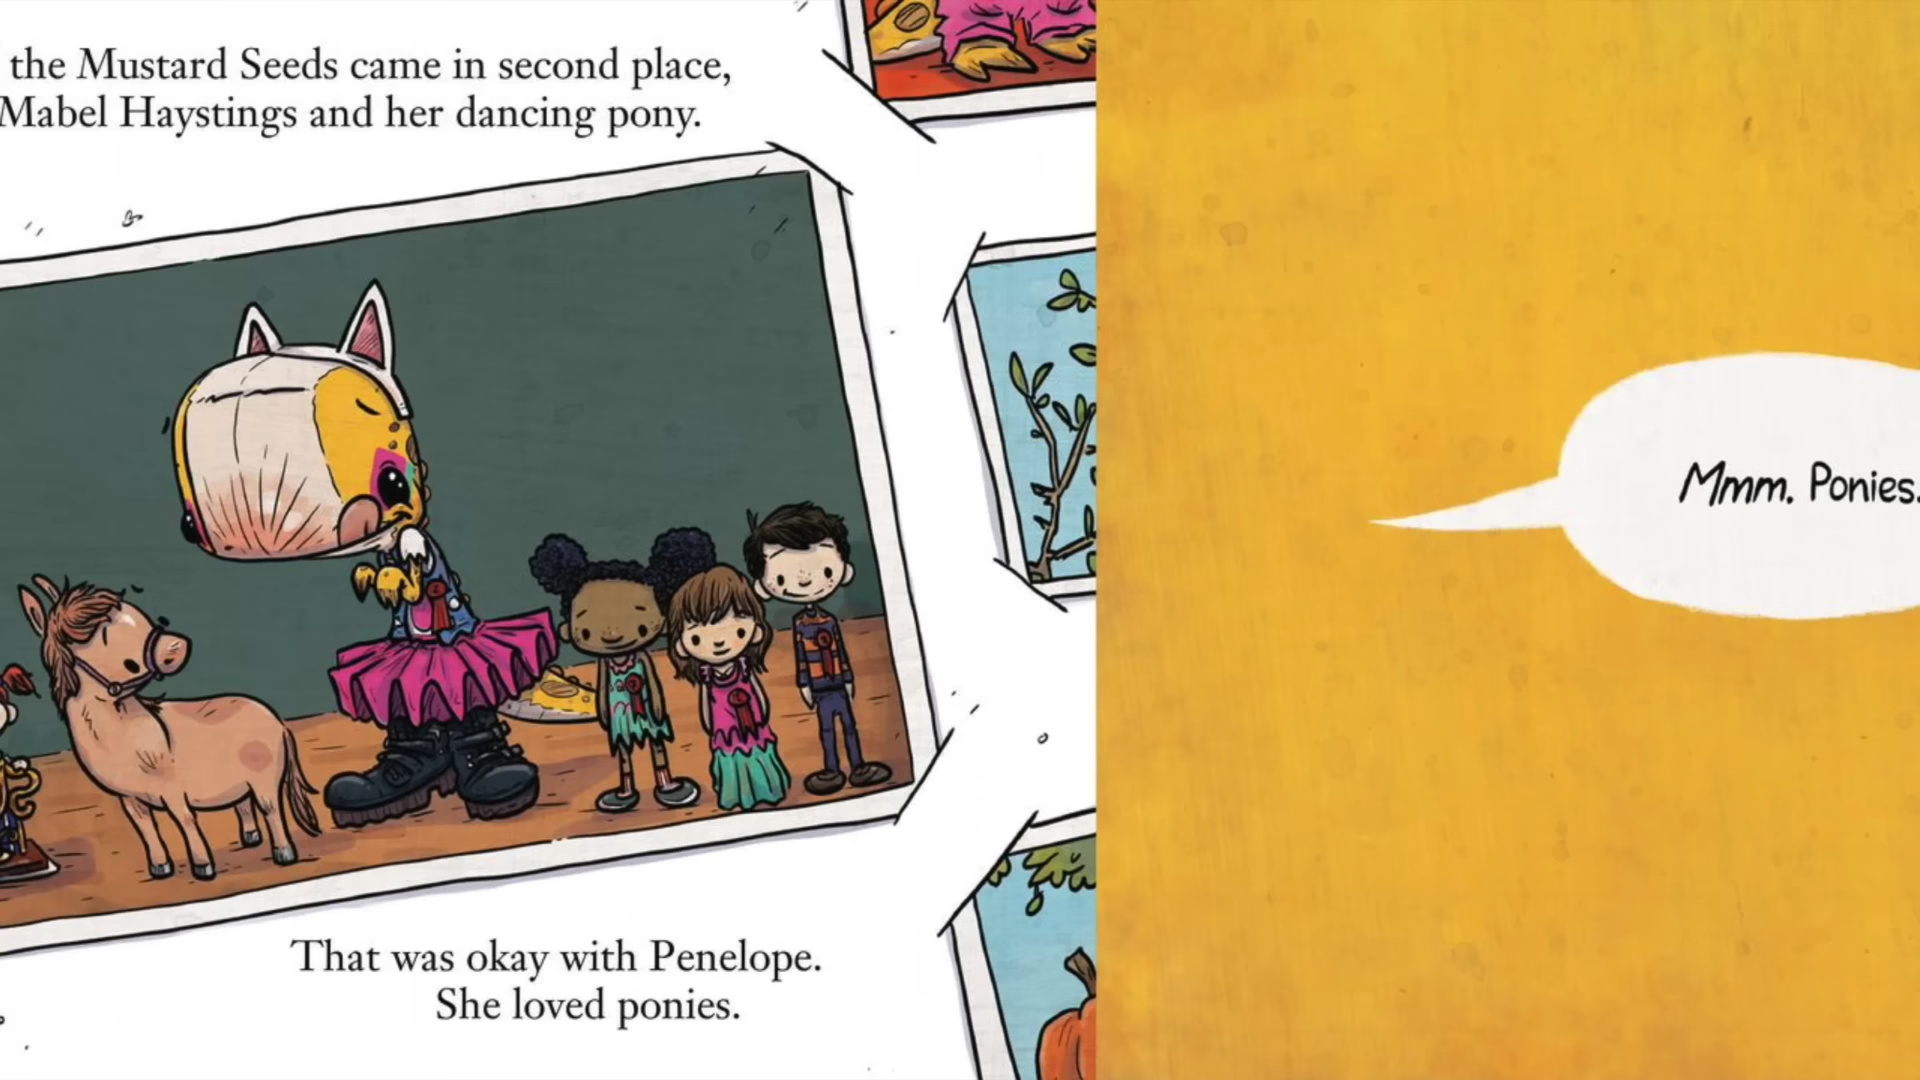 the Mustard Seeds came in second place,
Mabel Haystings and her dancing pony.
That was okay with Penelope.
She loved ponies.
Mmm. Ponies.